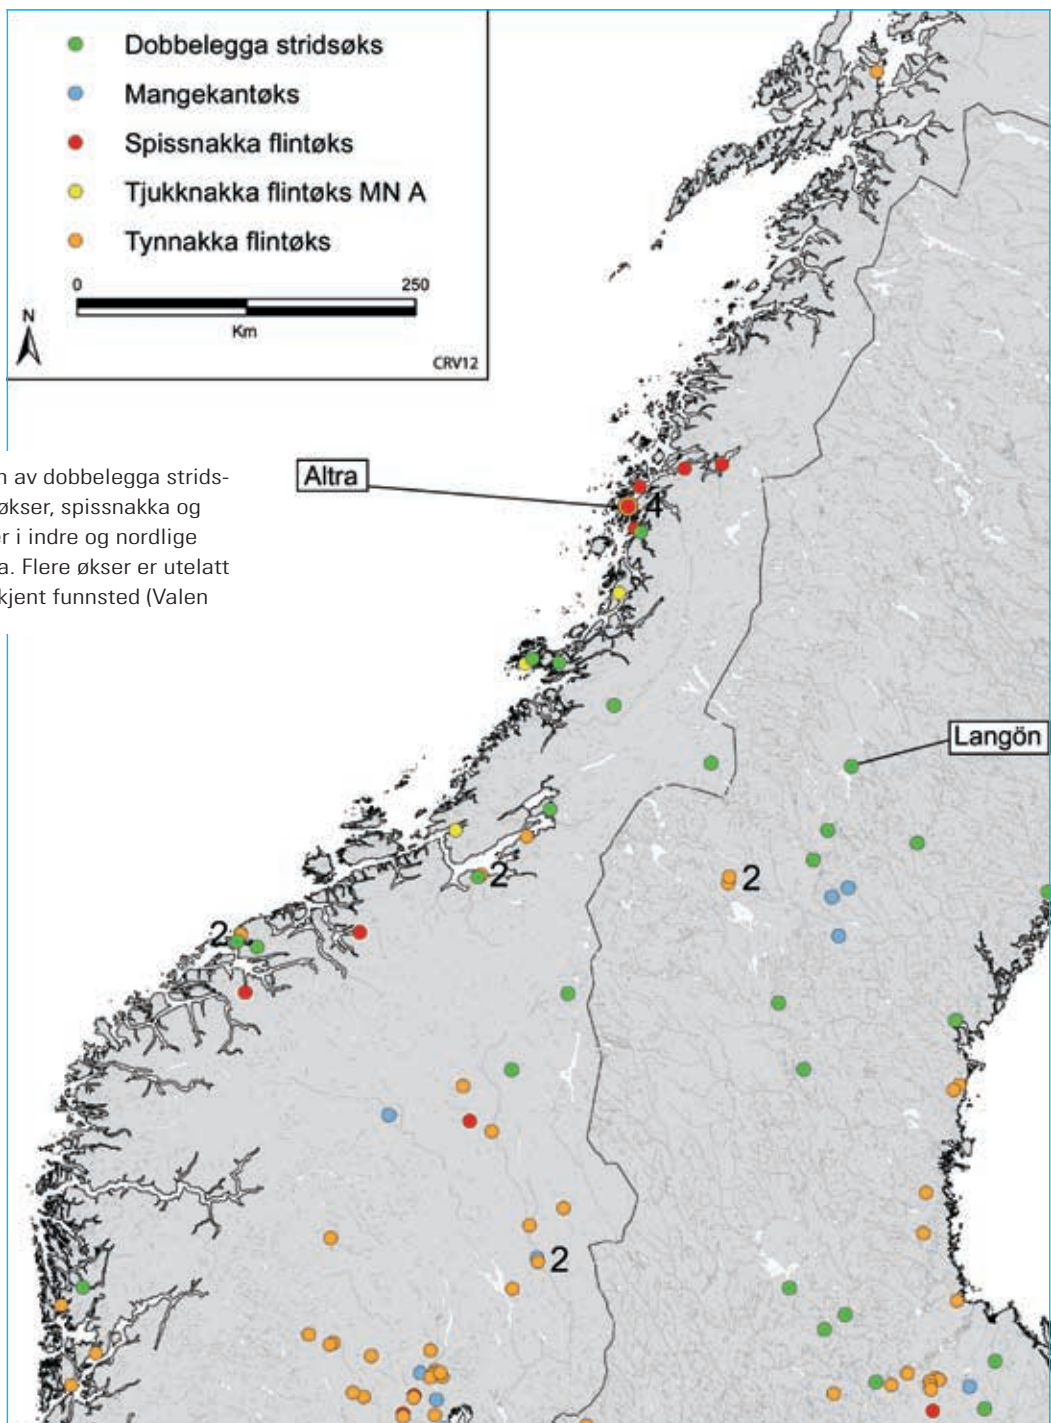 Dobbelegga stridsøks
Mangekantøks
Spissnakka flintøks
Tjukknakka flintøks MN A
Tynnakka flintøks
0 250
Km
N
CRV12
Altra
4
n av dobbelegga strids-
økser, spissnakka og
er i indre og nordlige
a. Flere økser er utelatt
kjent funnsted (Valen
Langön
2
2
2
2